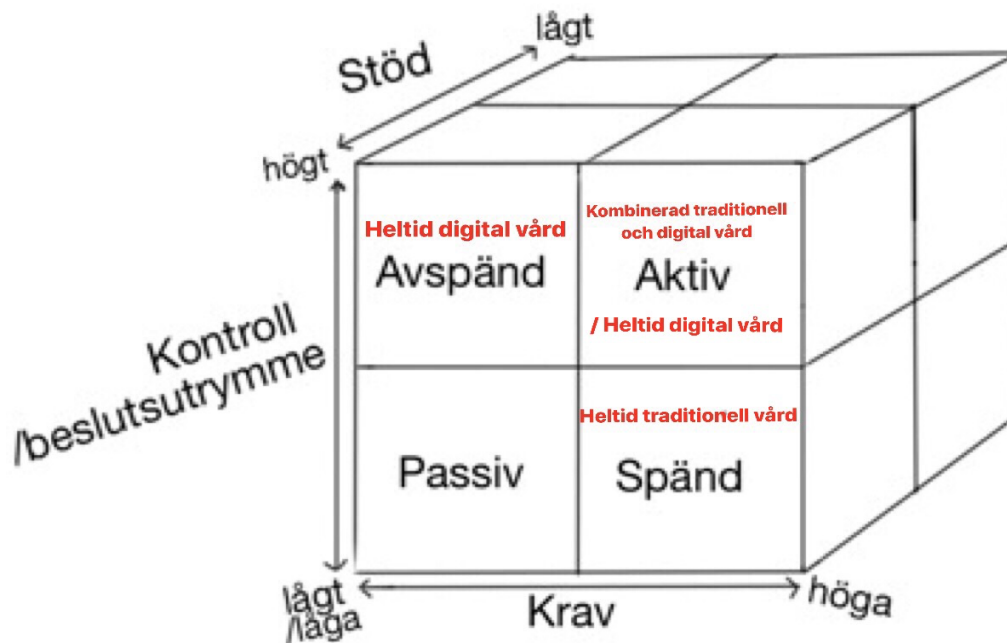 lågt
Stöd
högt
Heltid digital vård
Avspänd
Kombinerad traditionell
och digital vård
Aktiv
/ Heltid digital vård
Kontroll
/beslutsutrymme
Passiv
Heltid traditionell vård
Spänd
lågt
/låga
Krav
höga